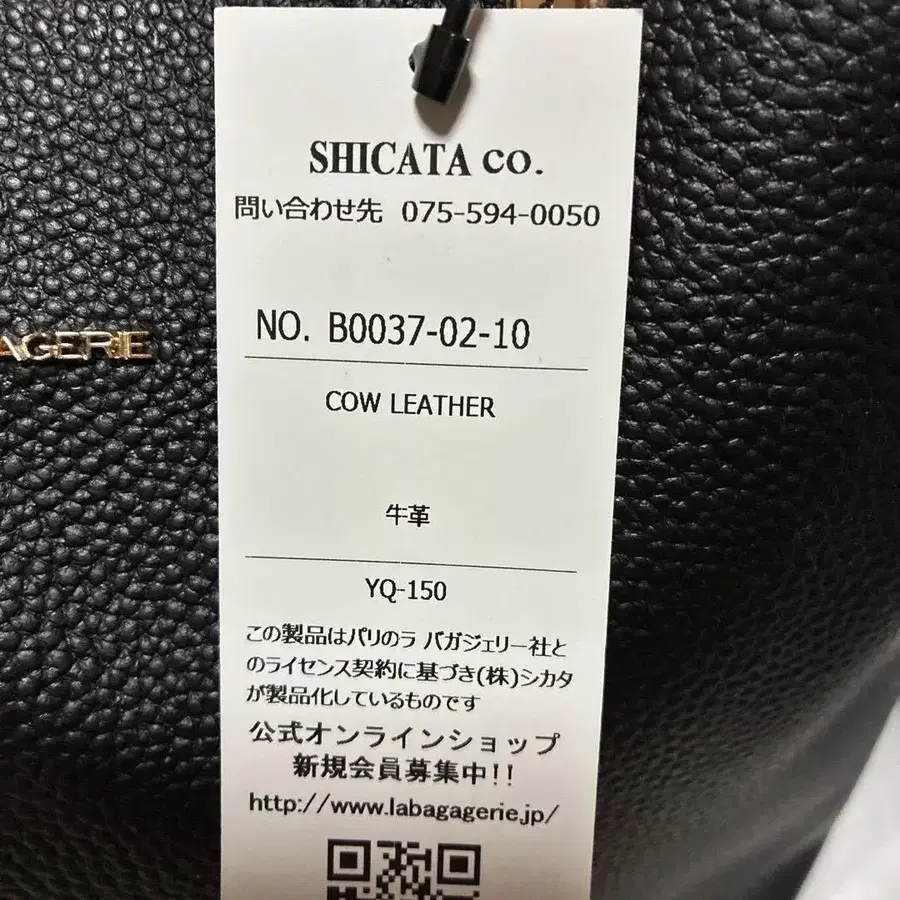 SHICATA CO.
問い合わせ先 075-594-0050
NO. B0037-02-10
AGERIE
COW LEATHER
牛革
YQ-150
この製品はパリのラ バガジェリー社と
のライセンス契約に基づき(株)シカタ
が製品化しているものです
公式オンラインショップ
新規会員募集中!!
http://www.labagagerie.jp/